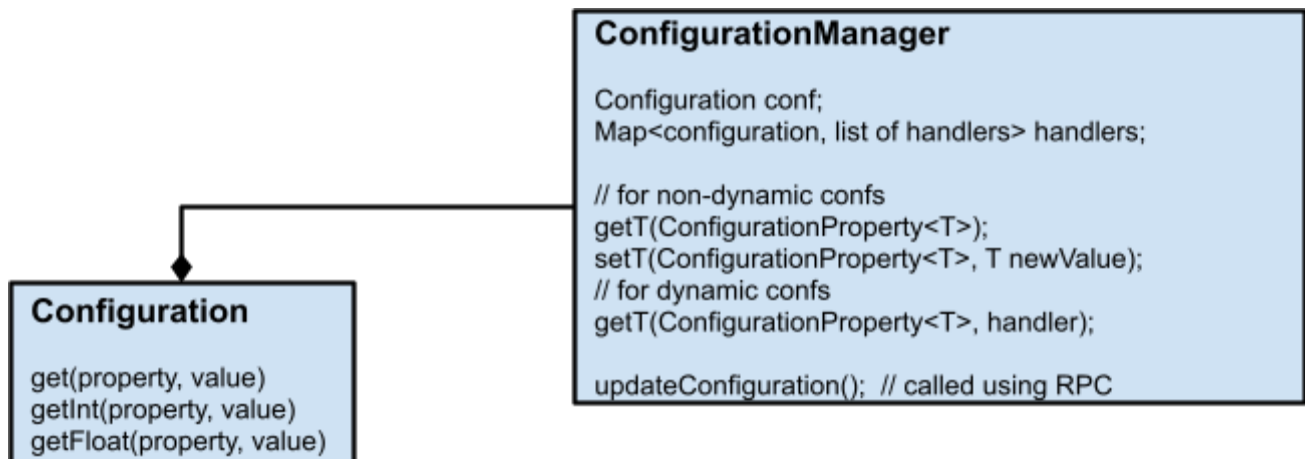 ConfigurationManager
Configuration conf;
Map<configuration, list of handlers> handlers;
// for non-dynamic confs
getT(ConfigurationProperty<T>);
setT(ConfigurationProperty<T>, T newValue);
// for dynamic confs
getT(ConfigurationProperty<T>, handler);
updateConfiguration(); // called using RPC
Configuration
get(property, value)
getInt(property, value)
getFloat(property, value)